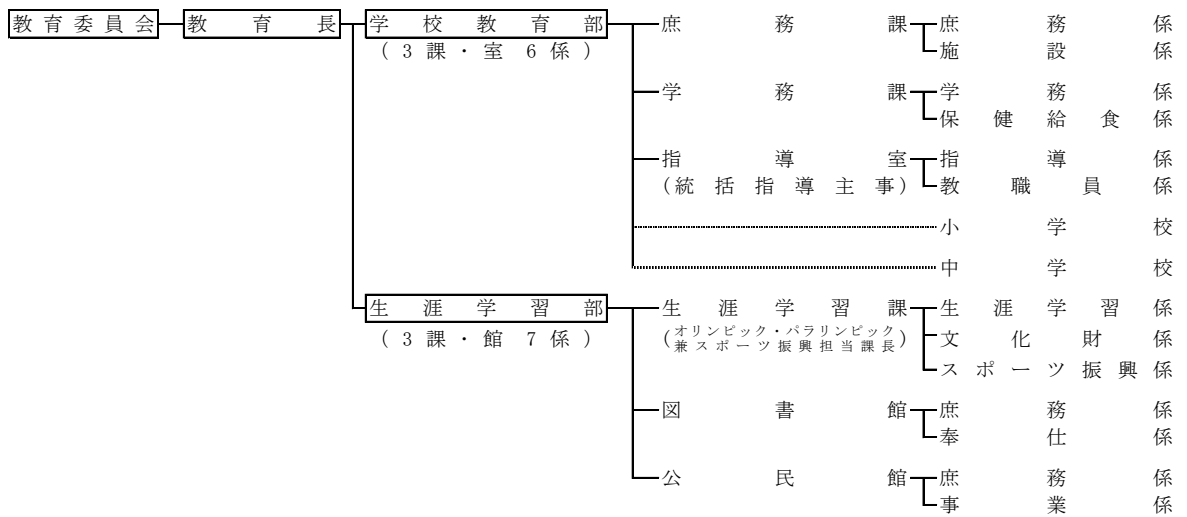 教育委員会 教育長 学校教育部 庶務課 庶務係
(3課・室 6係) 施設係
学務課 学務係
保健給食係
指導室 指導係
(統括指導主事) 教職員係
小学校
中学校
生涯学習部 生涯学習課 生涯学習係
(3課・館 7係) (オリンピック・パラリンピック
兼スポーツ振興担当課長) 文化財係
スポーツ振興係
図書館 庶務係
奉仕係
公民館 庶務係
事業係